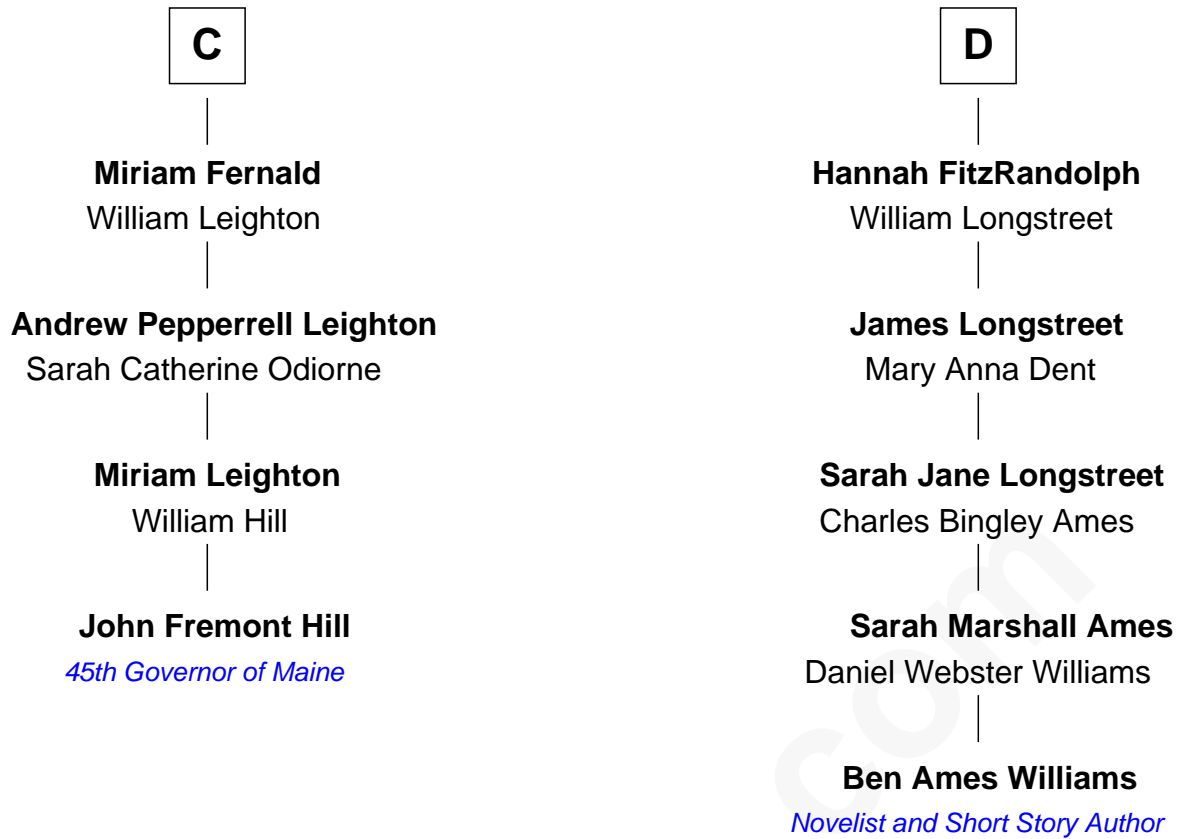 C
Miriam Fernald
William Leighton
Andrew Pepperrell Leighton
Sarah Catherine Odiorne
Miriam Leighton
William Hill
John Fremont Hill
45th Governor of Maine
D
Hannah FitzRandolph
William Longstreet
James Longstreet
Mary Anna Dent
Sarah Jane Longstreet
Charles Bingley Ames
Sarah Marshall Ames
Daniel Webster Williams
Ben Ames Williams
Novelist and Short Story Author
com